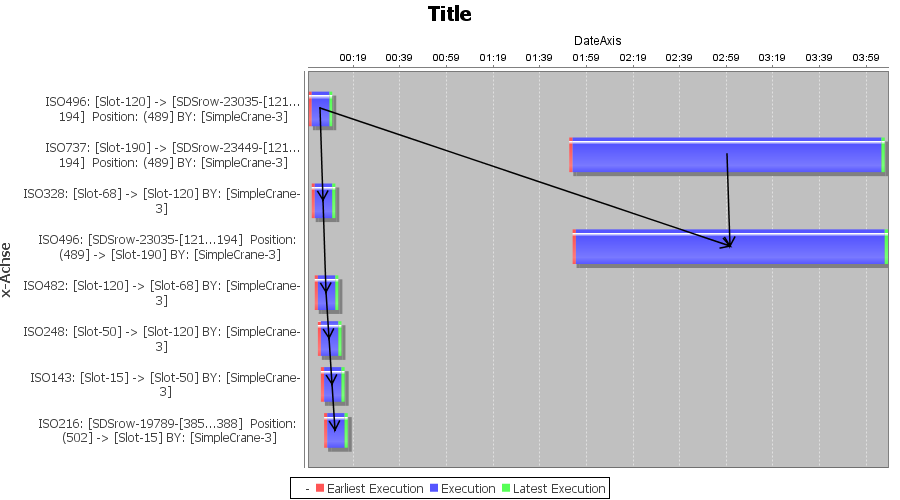 Title
DateAxis
00:19 00:39 00:59 01:19 01:39 01:59 02:19 02:39 02:59 03:19 03:39 03:59
x-Achse
ISO496: [Slot-120] -> [SDSrow-23035-[121...
194] Position: (489] BY: [SimpleCrane-3]
ISO737: [Slot-190] -> [SDSrow-23449-[121...
194] Position: (489] BY: [SimpleCrane-3]
ISO328: [Slot-68] -> [Slot-120] BY: [SimpleCrane-
3]
ISO496: [SDSrow-23035-[121...194] Position:
(489] -> [Slot-190] BY: [SimpleCrane-3]
ISO482: [Slot-120] -> [Slot-68] BY: [SimpleCrane-
3]
ISO248: [Slot-50] -> [Slot-120] BY: [SimpleCrane-
3]
ISO143: [Slot-15] -> [Slot-50] BY: [SimpleCrane-
3]
ISO216: [SDSrow-19789-[385...388] Position:
(502] -> [Slot-15] BY: [SimpleCrane-3]
- Earliest Execution Execution Latest Execution